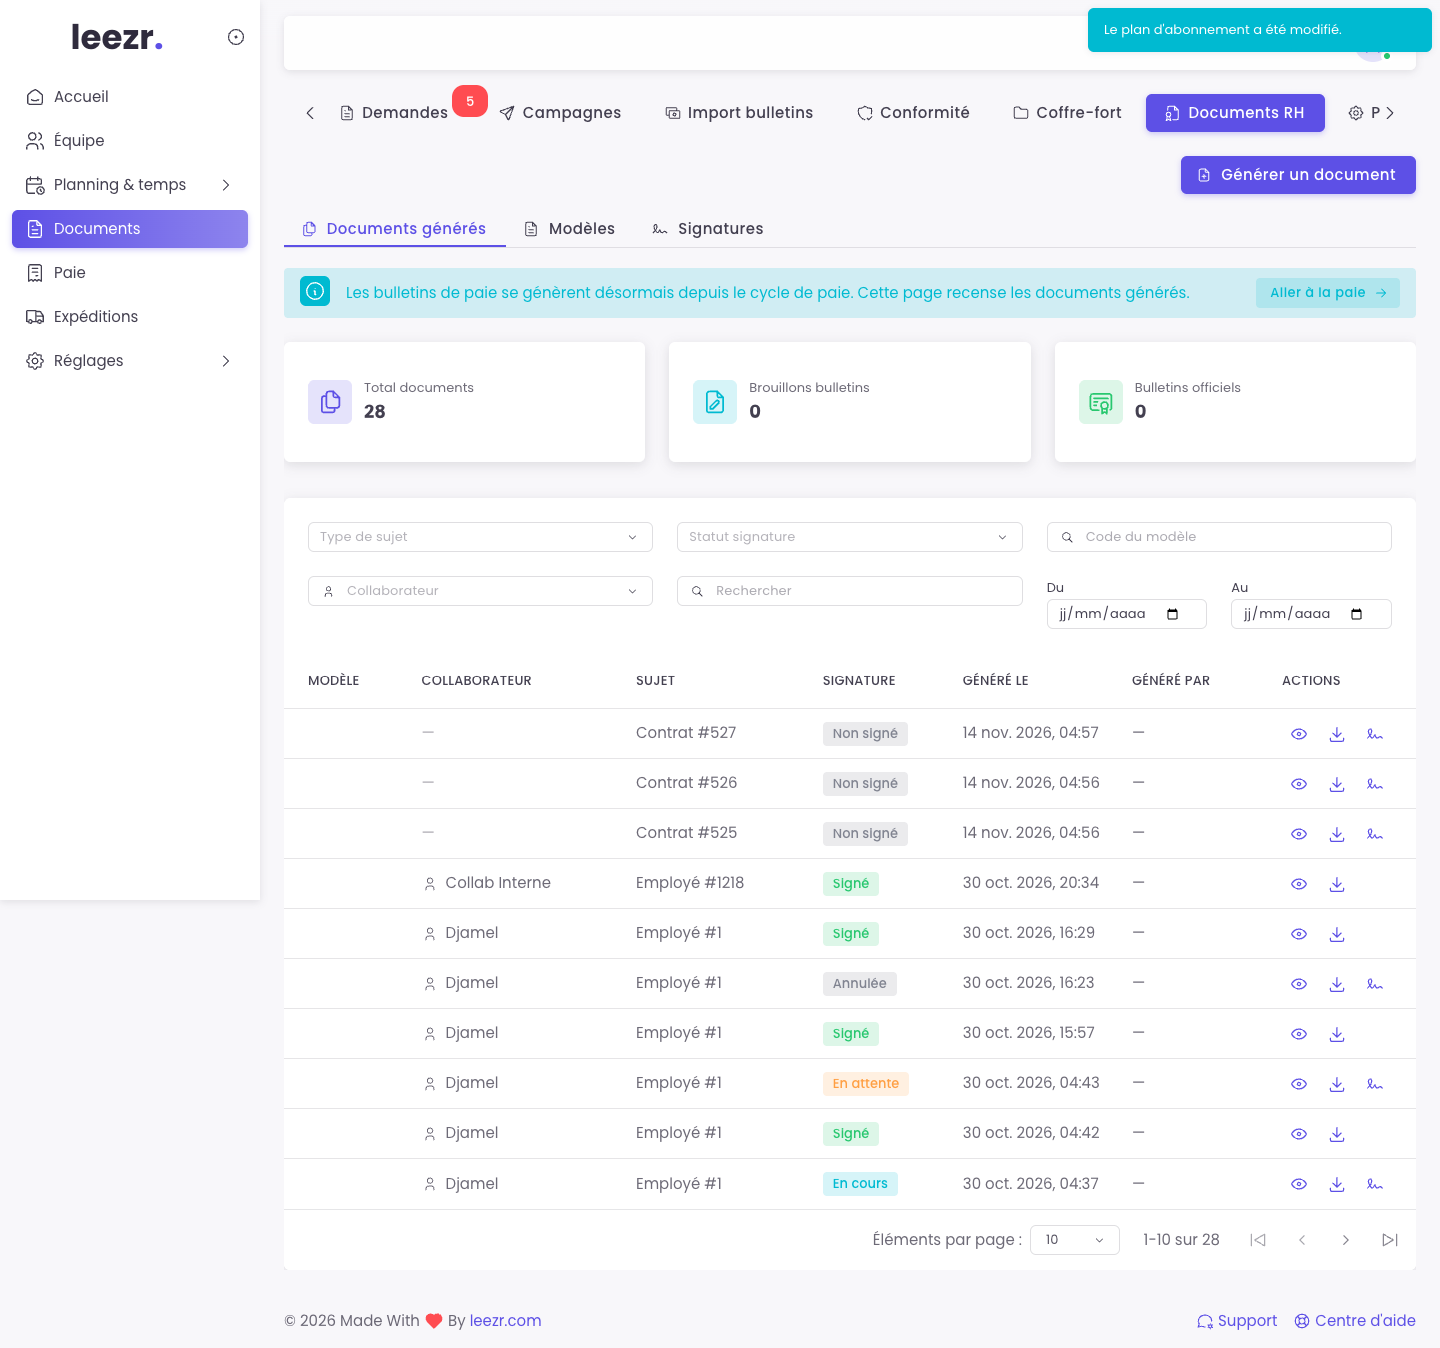 leezr.
Le plan d'abonnement a été modifié.
Accueil
Équipe
Planning & temps
Documents
Paie
Expéditions
Réglages
Demandes 5 Campagnes Import bulletins Conformité Coffre-fort Documents RH P
Générer un document
Documents générés Modèles Signatures
Les bulletins de paie se génèrent désormais depuis le cycle de paie. Cette page recense les documents générés. Aller à la paie →
Total documents
28
Brouillons bulletins
0
Bulletins officiels
0
Type de sujet Statut signature Code du modèle
Collaborateur Rechercher
Du
jj/mm/aaaa
Au
jj/mm/aaaa
MODÈLE COLLABORATEUR SUJET SIGNATURE GÉNÉRÉ LE GÉNÉRÉ PAR ACTIONS
— Contrat #527 Non signé 14 nov. 2026, 04:57 —
— Contrat #526 Non signé 14 nov. 2026, 04:56 —
— Contrat #525 Non signé 14 nov. 2026, 04:56 —
Collab Interne Employé #1218 Signé 30 oct. 2026, 20:34 —
Djamel Employé #1 Signé 30 oct. 2026, 16:29 —
Djamel Employé #1 Annulée 30 oct. 2026, 16:23 —
Djamel Employé #1 Signé 30 oct. 2026, 15:57 —
Djamel Employé #1 En attente 30 oct. 2026, 04:43 —
Djamel Employé #1 Signé 30 oct. 2026, 04:42 —
Djamel Employé #1 En cours 30 oct. 2026, 04:37 —
Éléments par page : 10 1-10 sur 28
© 2026 Made With By leezr.com
Support Centre d'aide